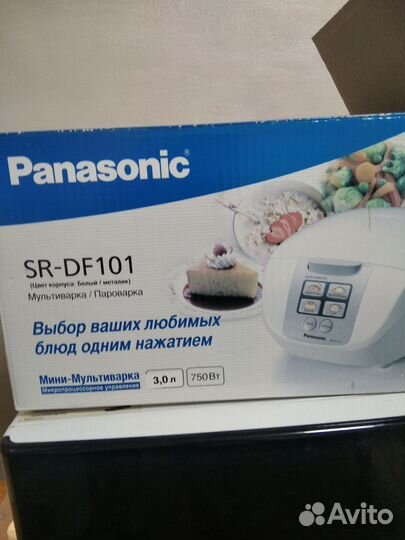 Panasonic
SR-DF101
(Цвет корпуса: Белый / металик)
Мультиварка / Пароварка
Выбор ваших любимых
блюд одним нажатием
Мини-Мультиварка
Микропроцессорное управление
3,0 л
750Вт
Panasonic
Avito